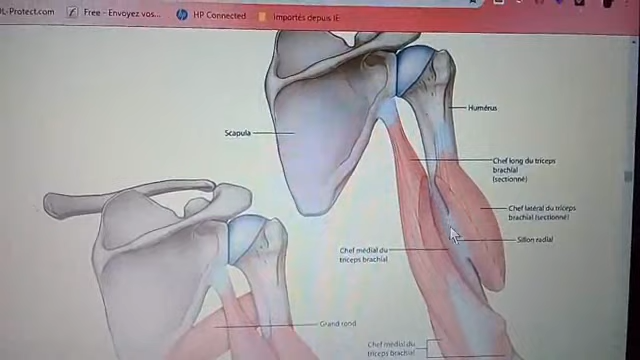 L-Protect.com
Free - Envoyez vos...
HP Connected
Importés depuis IE
Humérus
Scapula
Chef long du triceps
brachial
(sectionné)
Chef latéral du triceps
brachial (sectionné)
Sillon radial
Chef médial du
triceps brachial
Grand rond
Chef médial du
triceps brachial